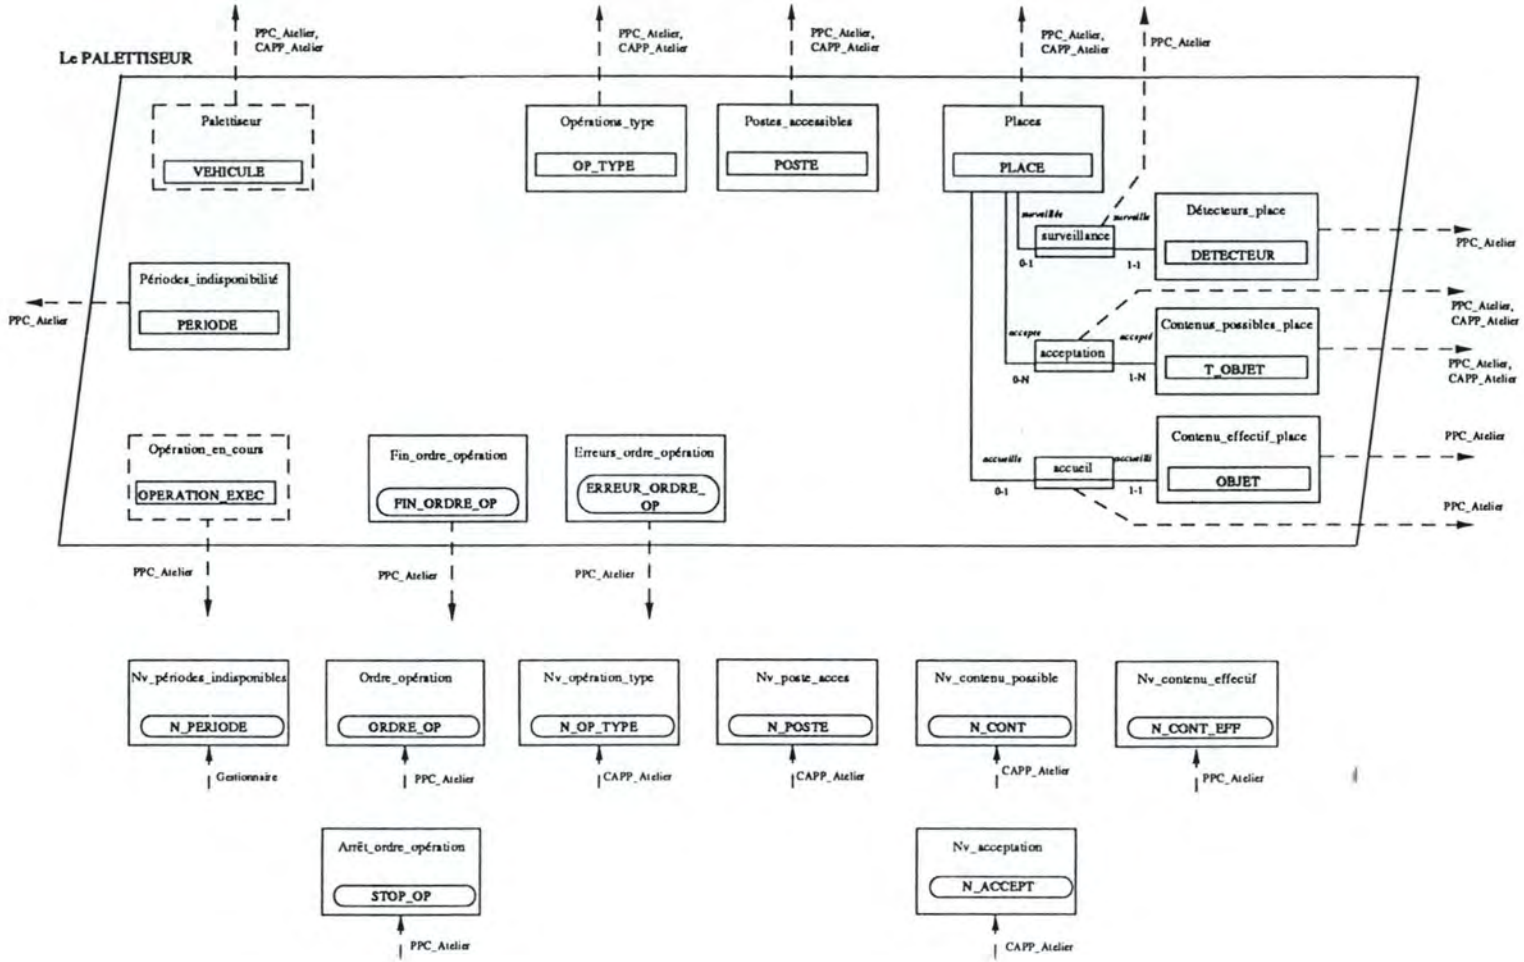 PPC_Atelier,
CAPP_Atelier
PPC_Atelier,
CAPP_Atelier
PPC_Atelier,
CAPP_Atelier
PPC_Atelier,
CAPP_Atelier
PPC_Atelier
Le PALETTISEUR
Palettiseur
VEHICULE
Opérations_type
OP_TYPE
Postes_accessibles
POSTE
Places
PLACE
surveillée
surveille
surveillance
0-1
1-1
Détecteurs_place
DETECTEUR
PPC_Atelier
Périodes_indisponibilité
PERIODE
PPC_Atelier
PPC_Atelier,
CAPP_Atelier
accepte
accepté
acceptation
0-N
1-N
Contenus_possibles_place
T_OBJET
PPC_Atelier,
CAPP_Atelier
Opération_en_cours
OPERATION_EXEC
Fin_ordre_opération
FIN_ORDRE_OP
Erreurs_ordre_opération
ERREUR_ORDRE_
OP
accueille
accueilli
accueil
0-1
1-1
Contenu_effectif_place
OBJET
PPC_Atelier
PPC_Atelier
PPC_Atelier
PPC_Atelier
PPC_Atelier
Nv_périodes_indisponibles
N_PERIODE
Gestionnaire
Ordre_opération
ORDRE_OP
PPC_Atelier
Nv_opération_type
N_OP_TYPE
CAPP_Atelier
Nv_poste_acces
N_POSTE
CAPP_Atelier
Nv_contenu_possible
N_CONT
CAPP_Atelier
Nv_contenu_effectif
N_CONT_EFF
PPC_Atelier
Arrêt_ordre_opération
STOP_OP
PPC_Atelier
Nv_acceptation
N_ACCEPT
CAPP_Atelier